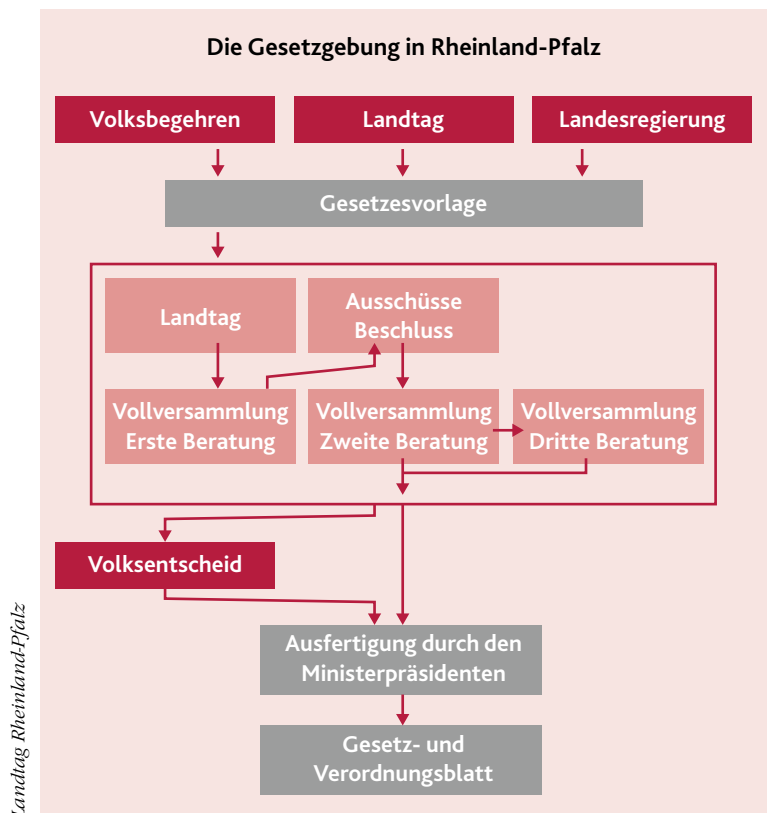 Die Gesetzgebung in Rheinland-Pfalz
Volksbegehren
Landtag
Landesregierung
Gesetzesvorlage
Landtag
Ausschüsse
Beschluss
Vollversammlung
Erste Beratung
Vollversammlung
Zweite Beratung
Vollversammlung
Dritte Beratung
Volksentscheid
Ausfertigung durch den
Ministerpräsidenten
Gesetz- und
Verordnungsblatt
Landtag Rheinland-Pfalz